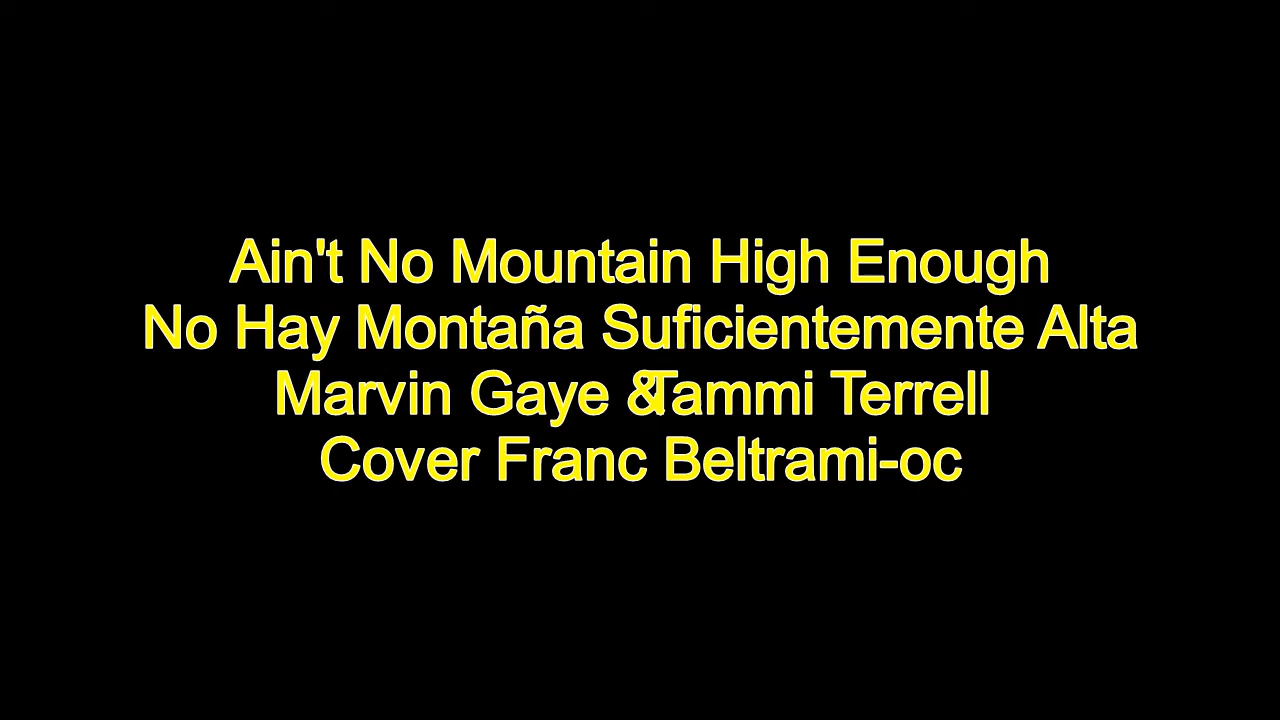 Ain't No Mountain High Enough
No Hay Montaña Suficientemente Alta
Marvin Gaye &Tammi Terrell
Cover Franc Beltrami-oc